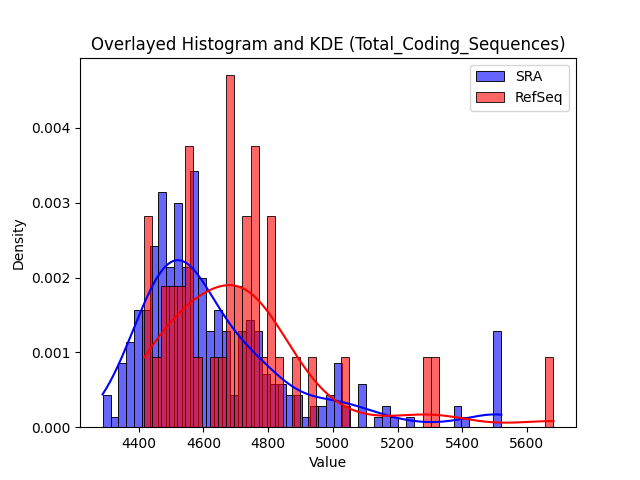 Overlayed Histogram and KDE (Total_Coding_Sequences)
SRA
RefSeq
0.004
0.003
0.002
0.001
0.000
Density
4400 4600 4800 5000 5200 5400 5600
Value